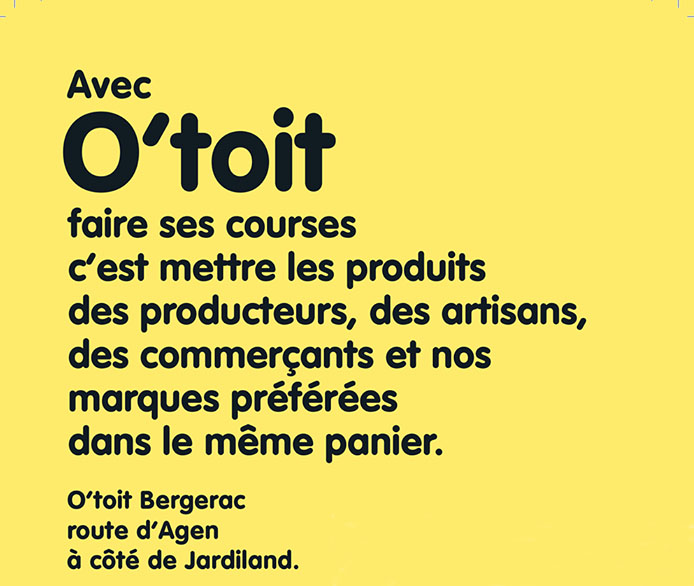 Avec
O'toit
faire ses courses
c'est mettre les produits
des producteurs, des artisans,
des commerçants et nos
marques préférées
dans le même panier.
O'toit Bergerac
route d'Agen
à côté de Jardiland.